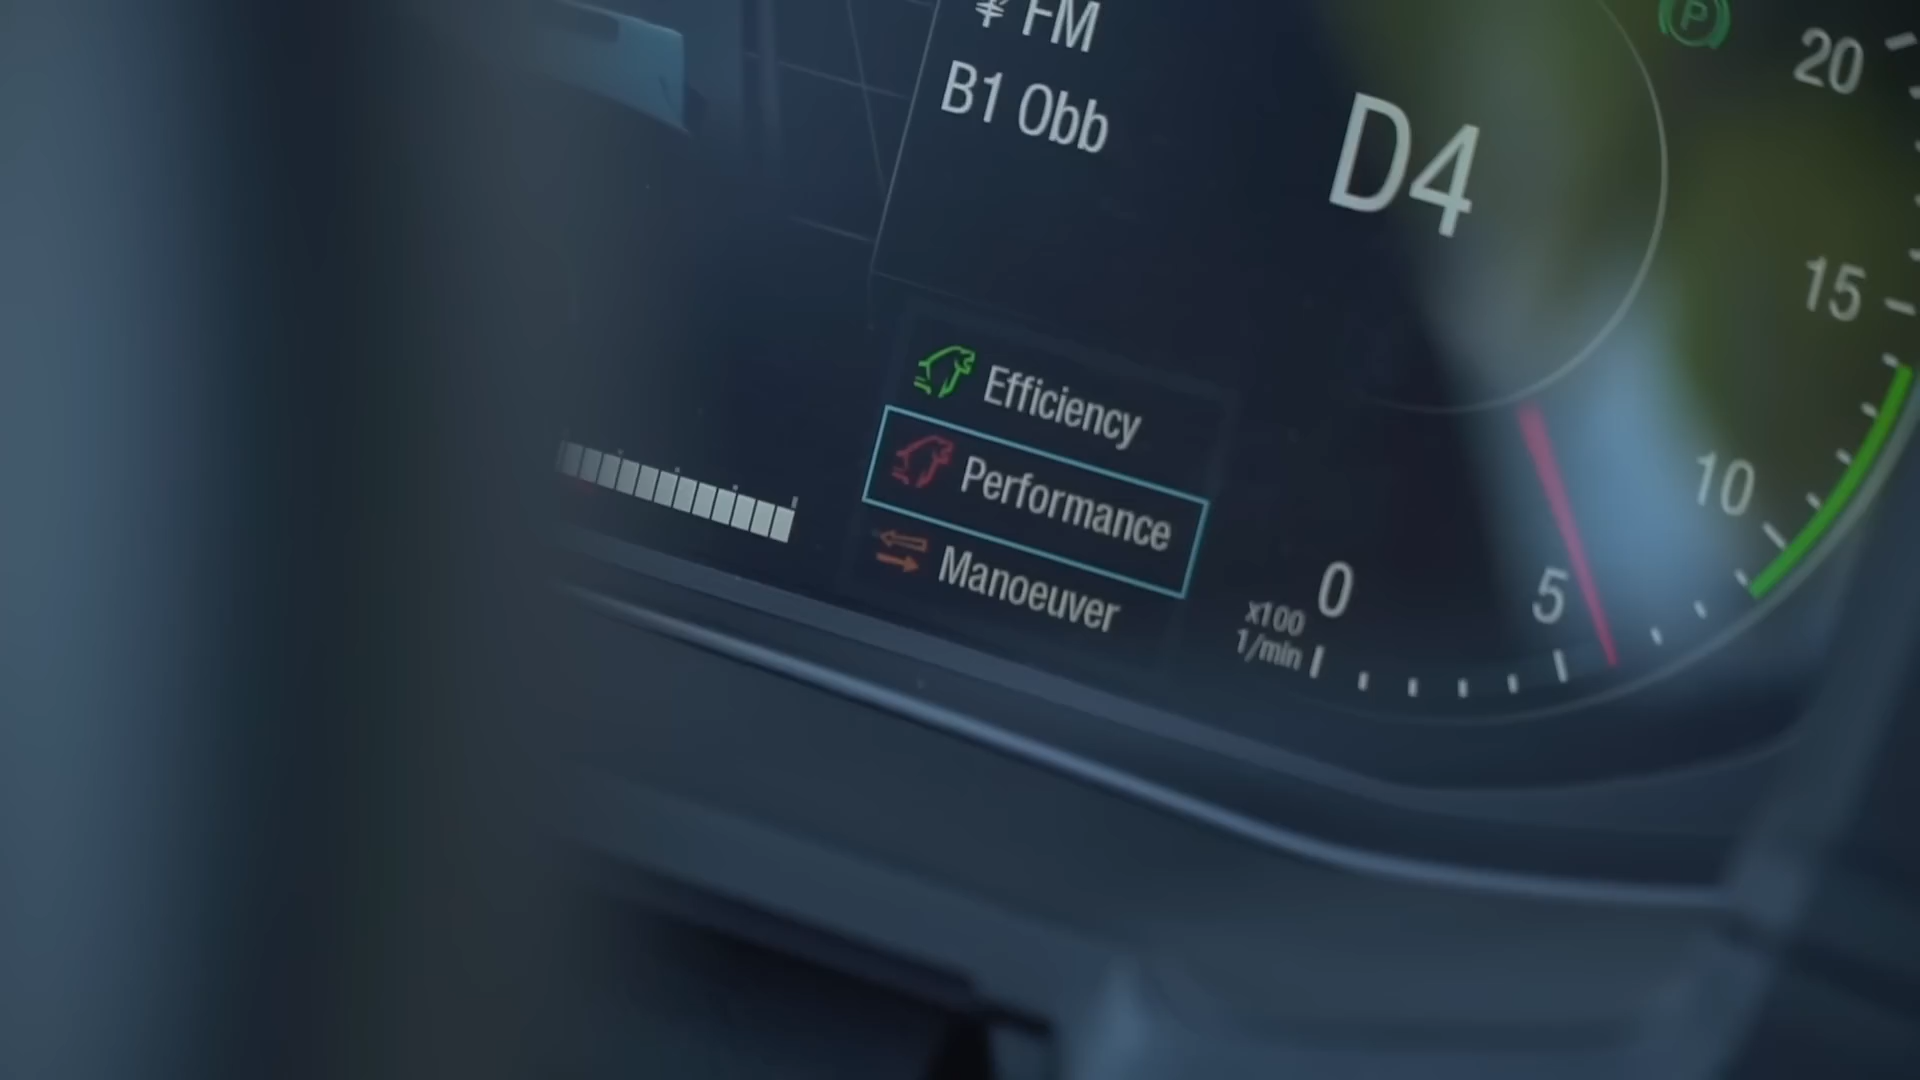 FM
B1 Obb
D4
Efficiency
Performance
Manoeuver
x100
1/min
0
5
10
15
20
P